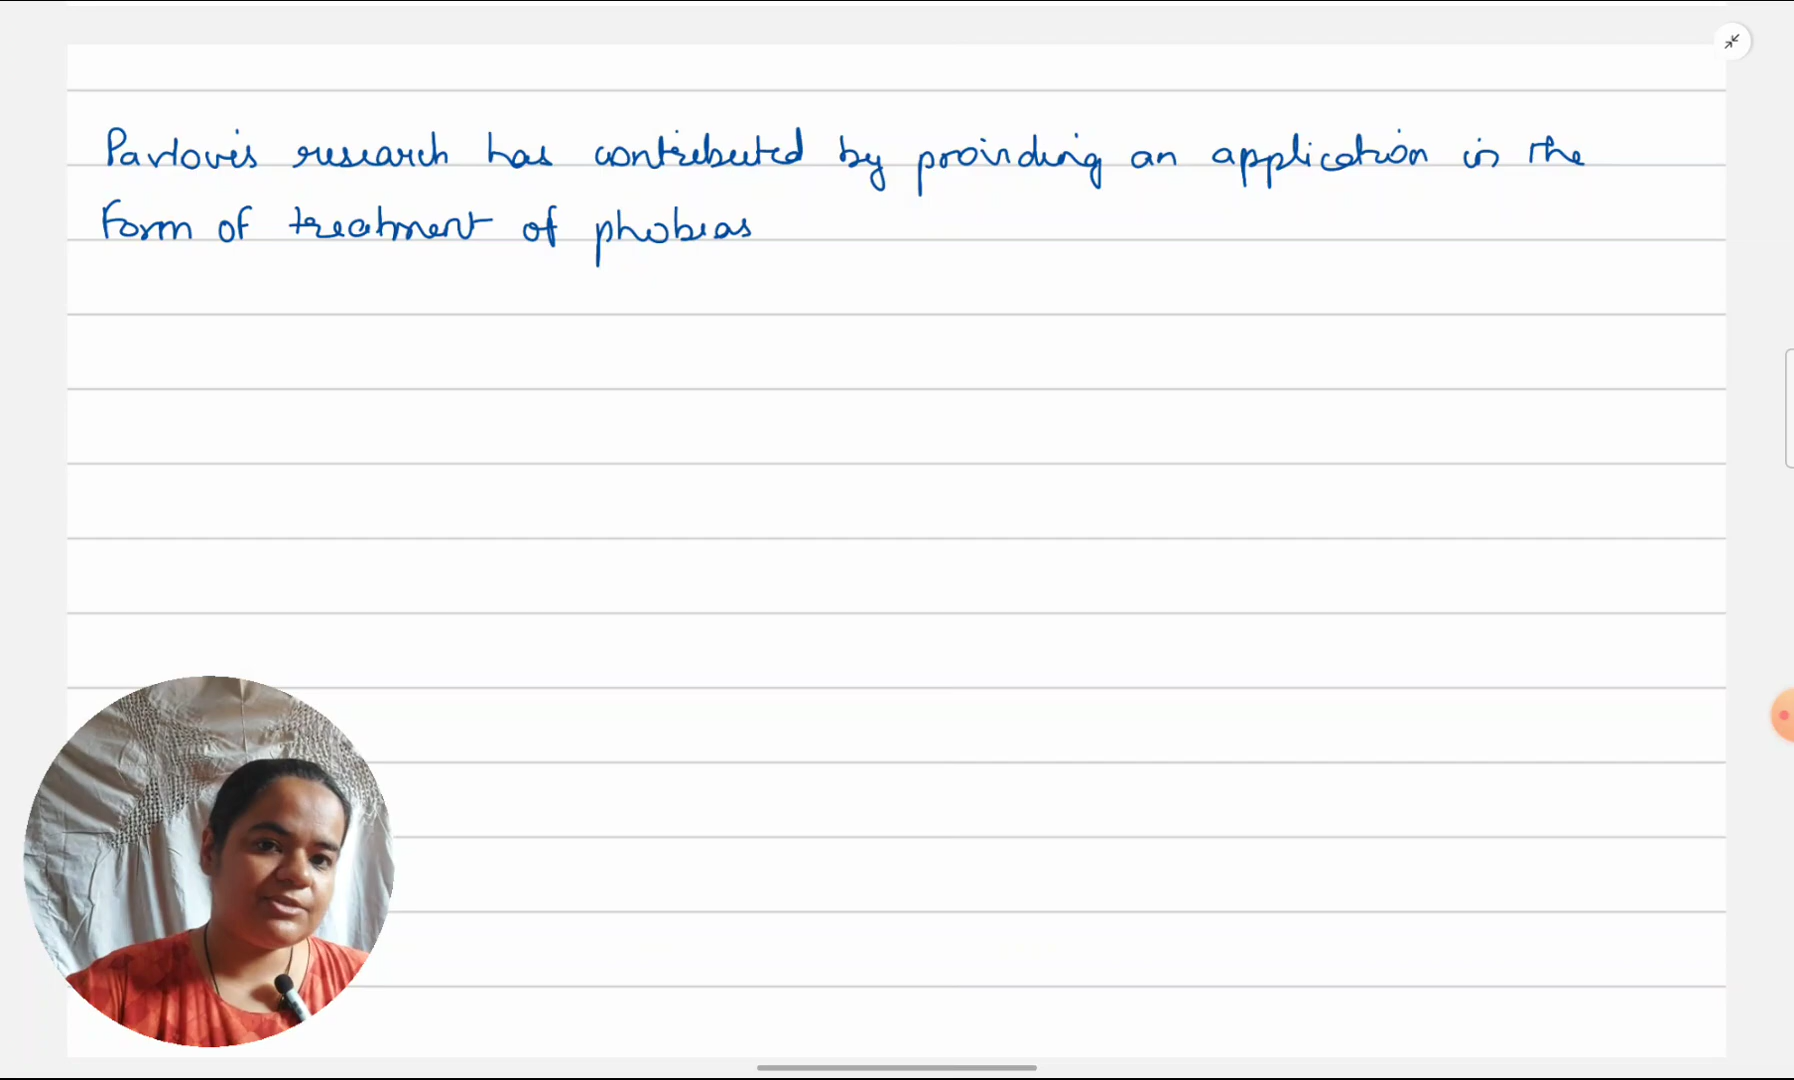 Pavlov's research has contributed by providing an application in the
form of treatment of phobias